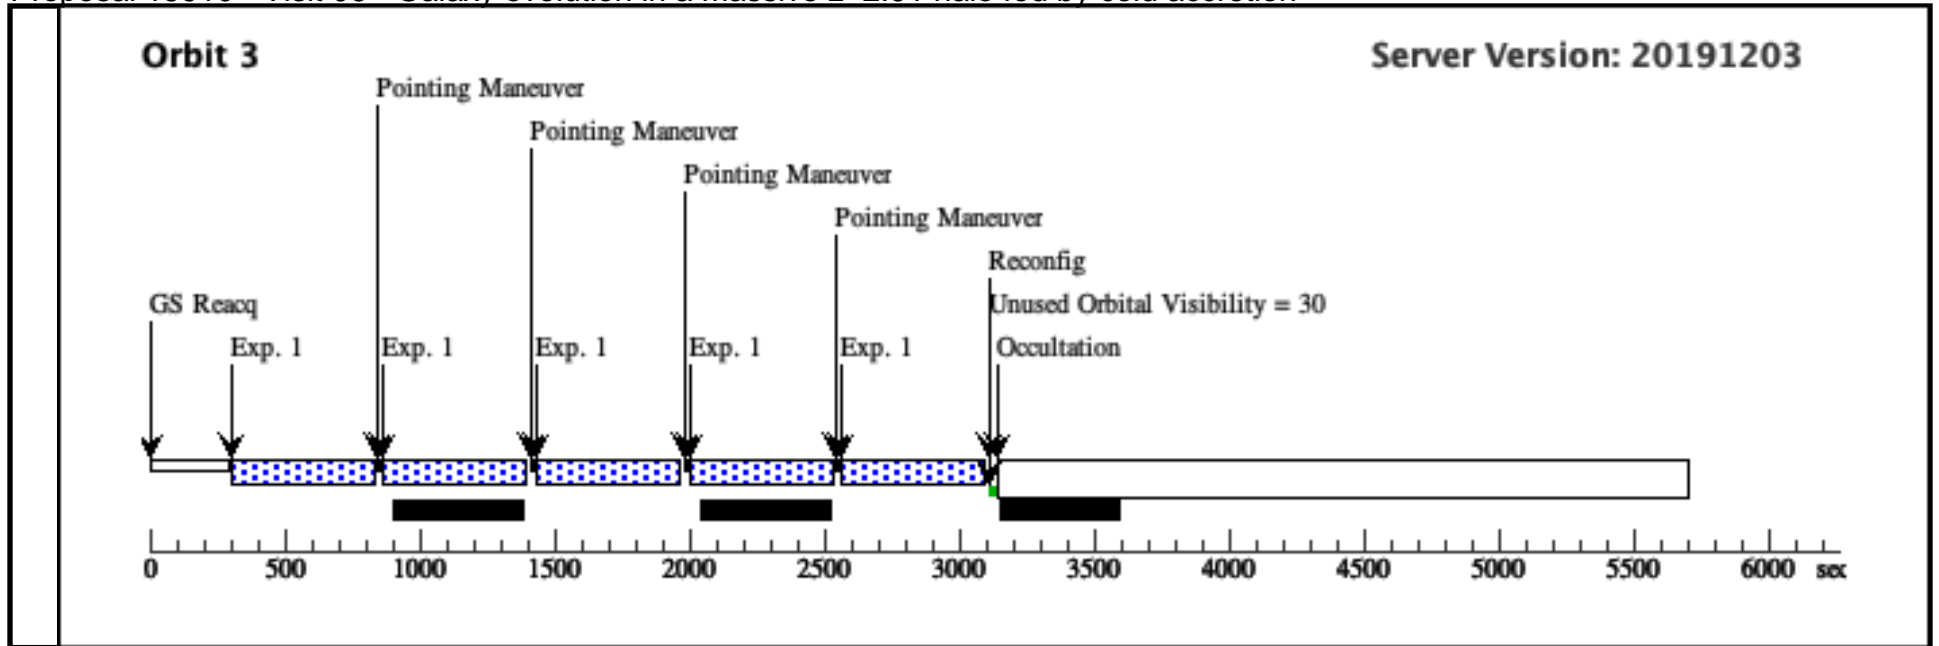 Orbit 3 Server Version: 20191203
Pointing Maneuver
Pointing Maneuver
Pointing Maneuver
Pointing Maneuver
Reconfig
GS Reacq Unused Orbital Visibility = 30
Exp. 1 Exp. 1 Exp. 1 Exp. 1 Exp. 1 Occultation
0 500 1000 1500 2000 2500 3000 3500 4000 4500 5000 5500 6000 sec